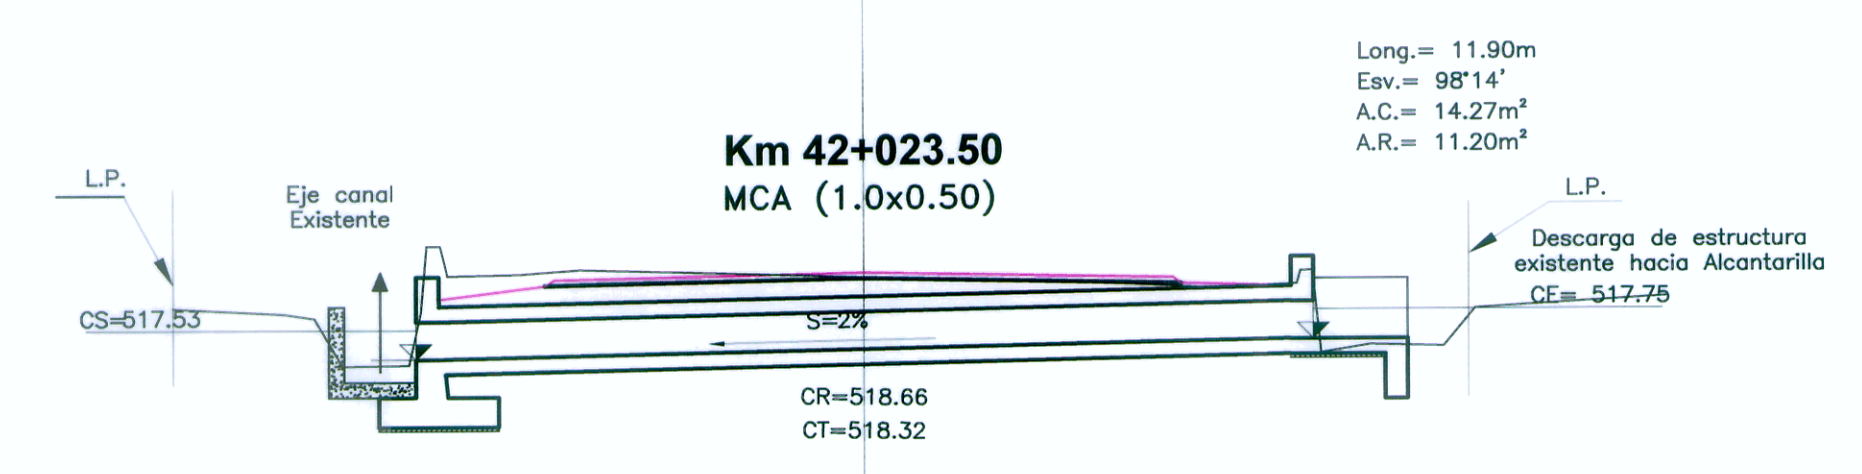 Long.= 11.90m
Esv.= 98°14'
A.C.= 14.27m²
A.R.= 11.20m²
Km 42+023.50
MCA (1.0x0.50)
L.P.
Eje canal
Existente
L.P.
Descarga de estructura
existente hacia Alcantarilla
CE= 517.75
CS=517.53
S=2%
CR=518.66
CT=518.32